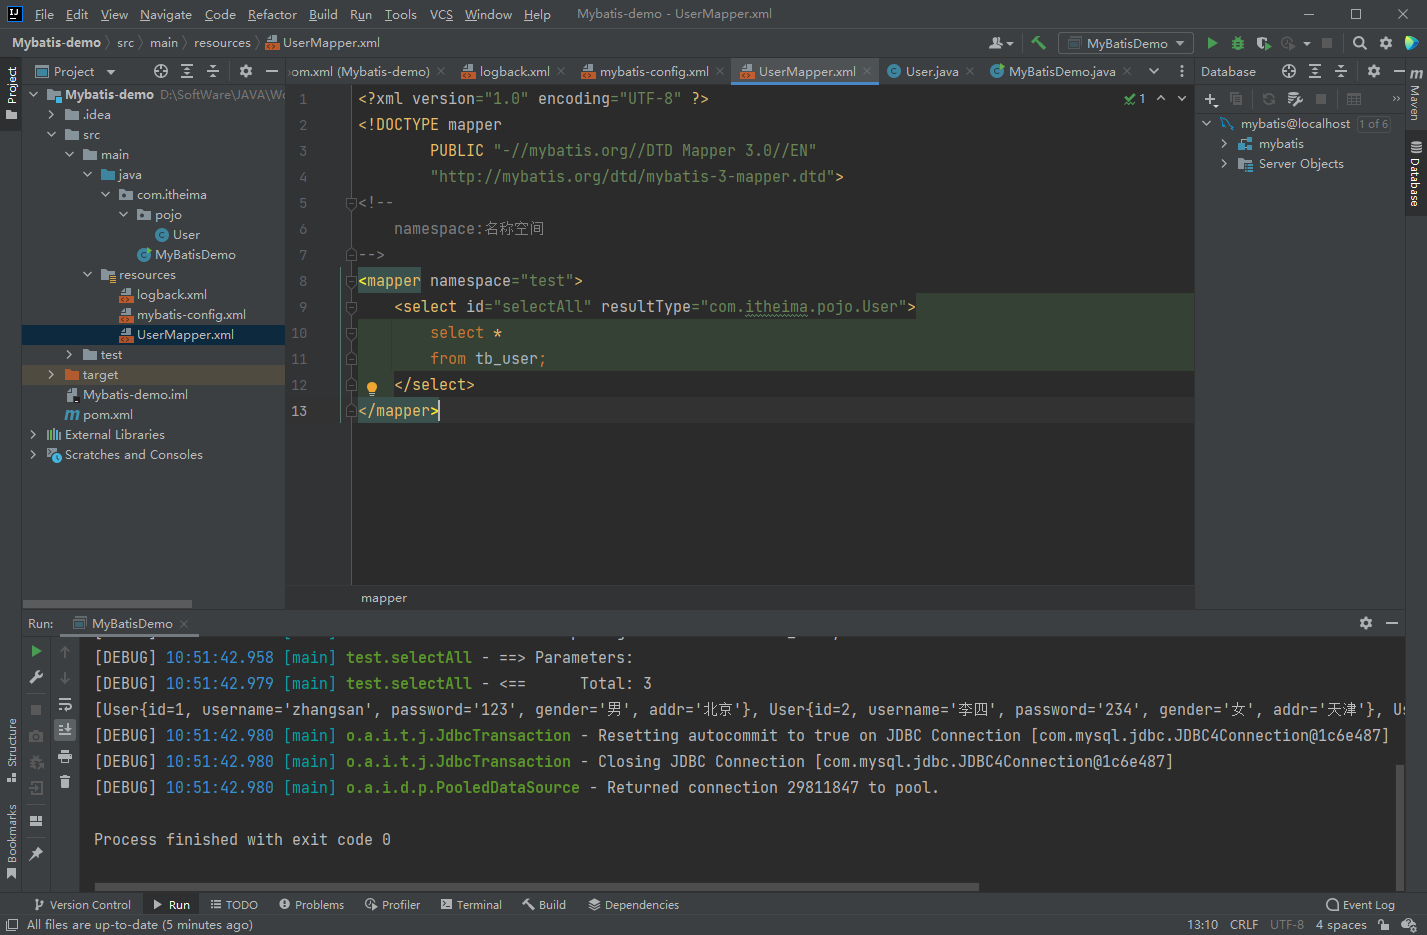 File Edit View Navigate Code Refactor Build Run Tools VCS Window Help Mybatis-demo - UserMapper.xml
Mybatis-demo src main resources UserMapper.xml MyBatisDemo
Project
om.xml (Mybatis-demo) logback.xml mybatis-config.xml UserMapper.xml User.java MyBatisDemo.java
Database
Project
Mybatis-demo D:\SoftWare\JAVA\Wo
.idea
src
main
java
com.itheima
pojo
User
MyBatisDemo
resources
logback.xml
mybatis-config.xml
UserMapper.xml
test
target
Mybatis-demo.iml
pom.xml
External Libraries
Scratches and Consoles
1 <?xml version="1.0" encoding="UTF-8" ?>
2 <!DOCTYPE mapper
3 PUBLIC "-//mybatis.org//DTD Mapper 3.0//EN"
4 "http://mybatis.org/dtd/mybatis-3-mapper.dtd">
5 <!--
6 namespace:名称空间
7 -->
8 <mapper namespace="test">
9 <select id="selectAll" resultType="com.itheima.pojo.User">
10 select *
11 from tb_user;
12 </select>
13 </mapper>
1
mapper
mybatis@localhost 1 of 6
mybatis
Server Objects
Maven
Database
Run: MyBatisDemo
[DEBUG] 10:51:42.958 [main] test.selectAll - ==> Parameters:
[DEBUG] 10:51:42.979 [main] test.selectAll - <== Total: 3
[User{id=1, username='zhangsan', password='123', gender='男', addr='北京'}, User{id=2, username='李四', password='234', gender='女', addr='天津'}, Us
[DEBUG] 10:51:42.980 [main] o.a.i.t.j.JdbcTransaction - Resetting autocommit to true on JDBC Connection [com.mysql.jdbc.JDBC4Connection@1c6e487]
[DEBUG] 10:51:42.980 [main] o.a.i.t.j.JdbcTransaction - Closing JDBC Connection [com.mysql.jdbc.JDBC4Connection@1c6e487]
[DEBUG] 10:51:42.980 [main] o.a.i.d.p.PooledDataSource - Returned connection 29811847 to pool.
Process finished with exit code 0
Structure
Bookmarks
Version Control Run TODO Problems Profiler Terminal Build Dependencies Event Log
All files are up-to-date (5 minutes ago) 13:10 CRLF UTF-8 4 spaces